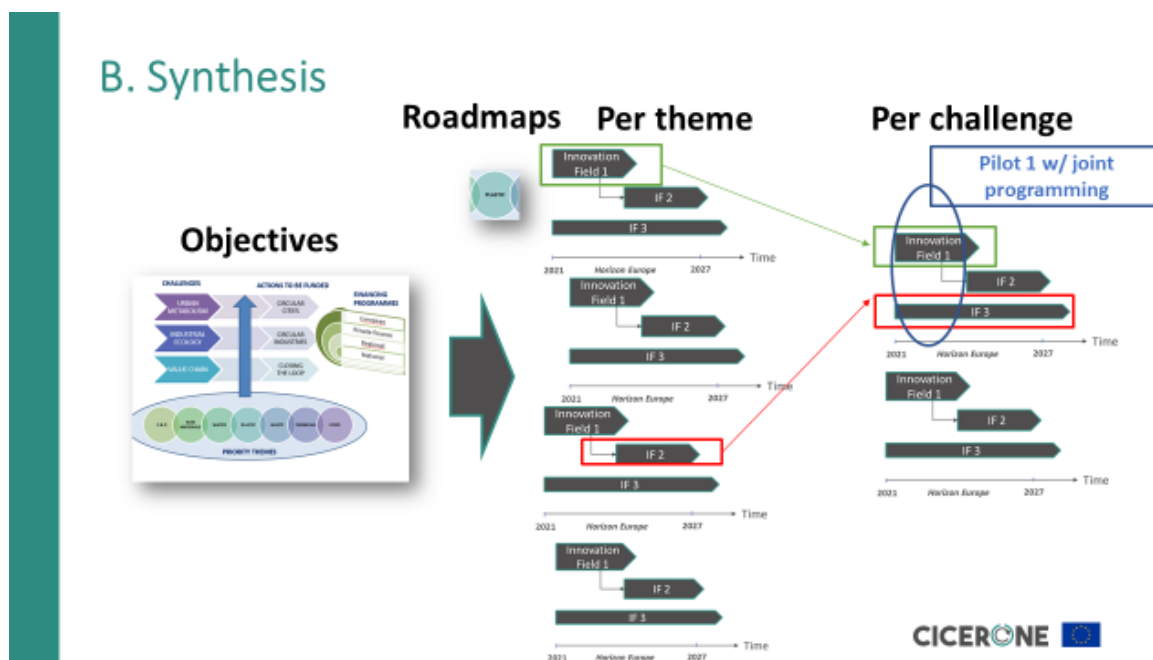 B. Synthesis
Roadmaps
Per theme
Per challenge
Objectives
Pilot 1 w/ joint
programming
PLASTIC
Innovation
Field 1
IF 2
IF 3
Time
2021
Horizon Europe
2027
Innovation
Field 1
IF 2
IF 3
Time
2021
Horizon Europe
2027
Innovation
Field 1
IF 2
IF 3
Time
2021
Horizon Europe
2027
Innovation
Field 1
IF 2
IF 3
Time
2021
Horizon Europe
2027
Innovation
Field 1
IF 2
IF 3
Time
2021
Horizon Europe
2027
Innovation
Field 1
IF 2
IF 3
Time
2021
Horizon Europe
2027
CHALLENGES
ACTIONS TO BE FUNDED
FINANCING
PROGRAMMES
URBAN
METABOLISM
CIRCULAR
CITIES
INDUSTRIAL
ECOLOGY
CIRCULAR
INDUSTRIES
VALUE CHAIN
CLOSING
THE LOOP
Regional
National
PLASTIC
PRIORITY THEMES
CICERONE